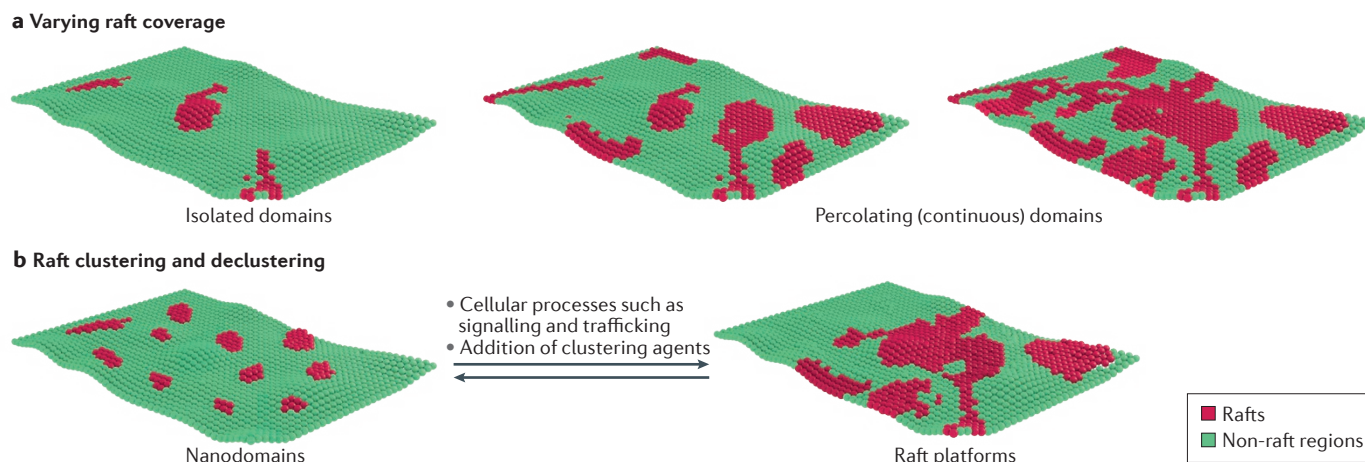 a Varying raft coverage
Isolated domains
Percolating (continuous) domains
b Raft clustering and declustering
• Cellular processes such as
signalling and trafficking
• Addition of clustering agents
Nanodomains
Raft platforms
Rafts
Non-raft regions